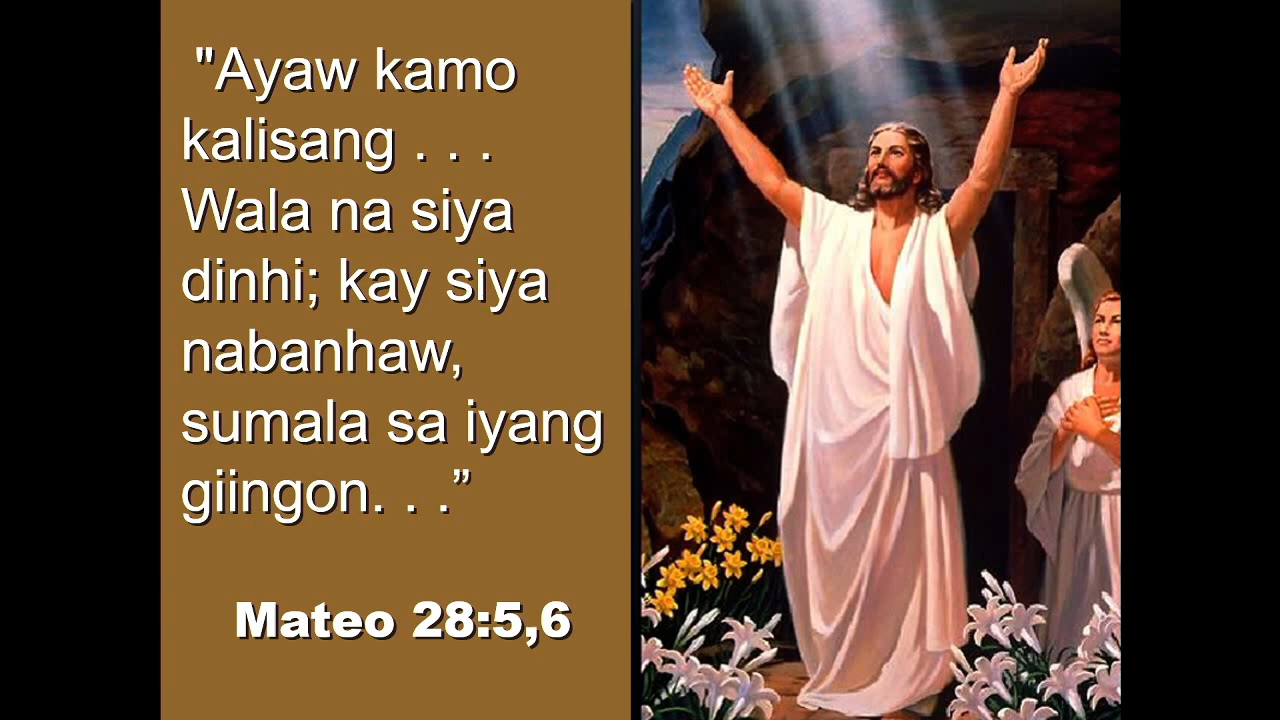 "Ayaw kamo
kalisang . . .
Wala na siya
dinhi; kay siya
nabanhaw,
sumala sa iyang
giingon. . .”
Mateo 28:5,6